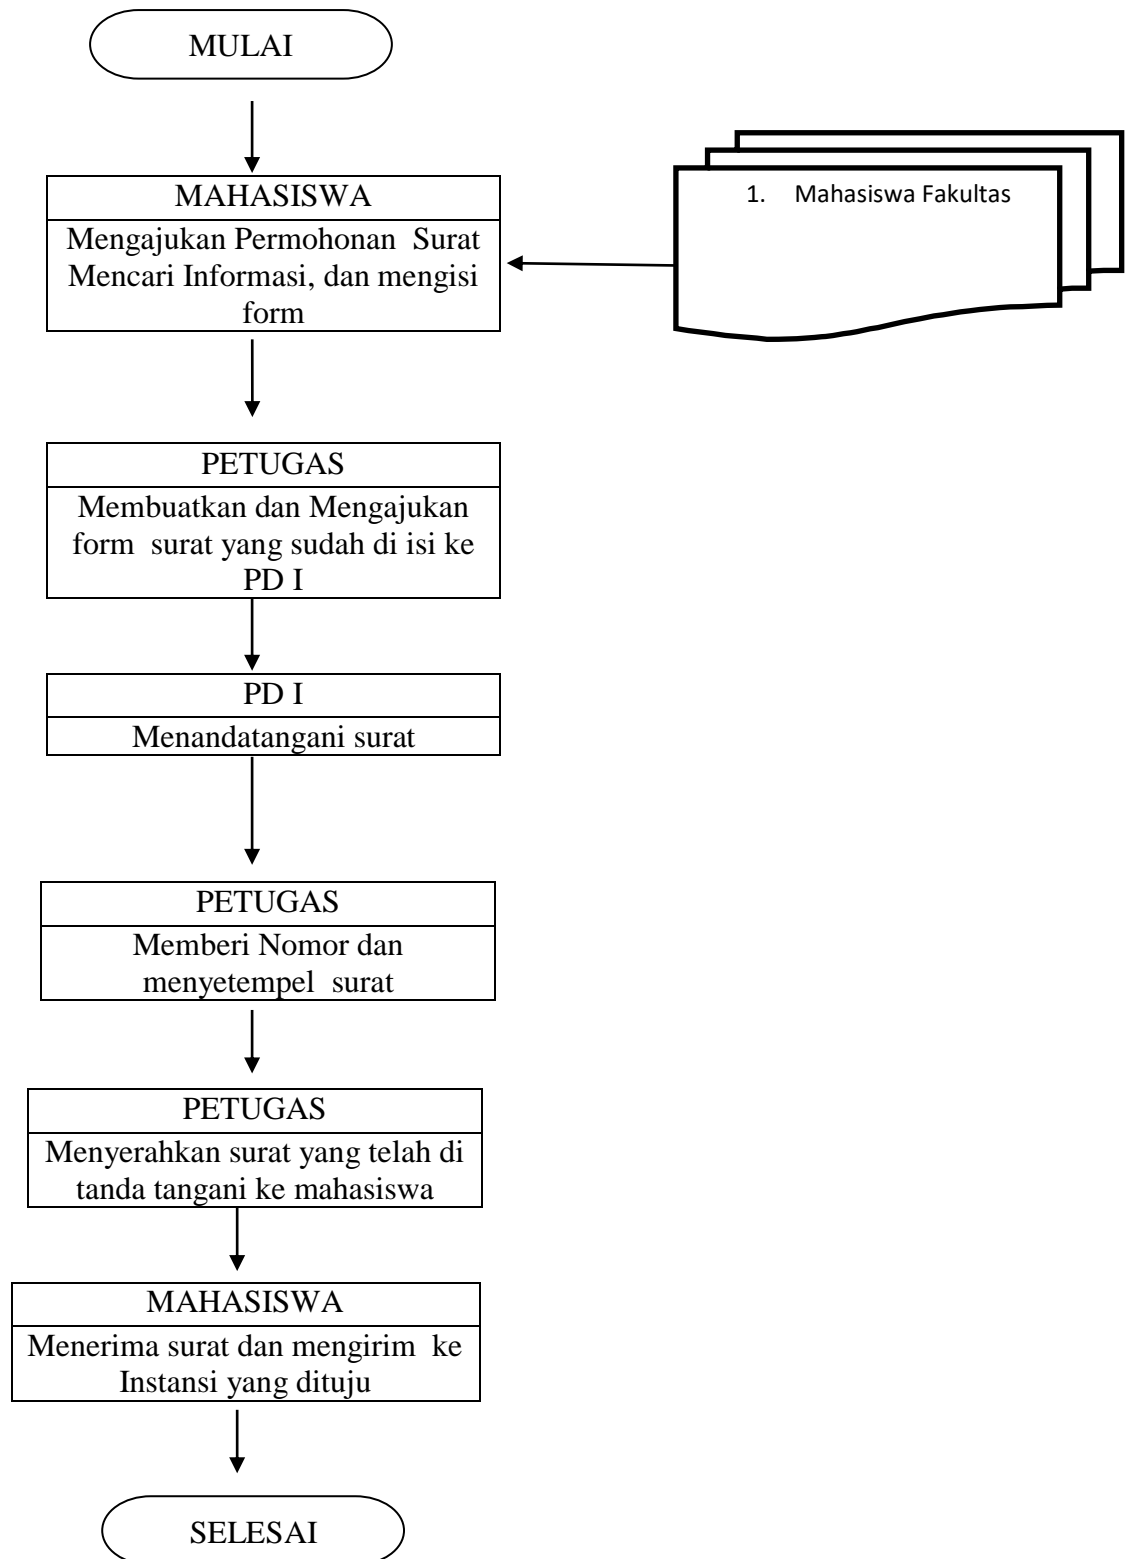 MULAI
MAHASISWA
Mengajukan Permohonan  Surat
Mencari Informasi, dan mengisi
form
1. Mahasiswa Fakultas
PETUGAS
Membuatkan dan Mengajukan
form  surat yang sudah di isi ke
PD I
PD I
Menandatangani surat
PETUGAS
Memberi Nomor dan
menyetempel  surat
PETUGAS
Menyerahkan surat yang telah di
tanda tangani ke mahasiswa
MAHASISWA
Menerima surat dan mengirim  ke
Instansi yang dituju
SELESAI